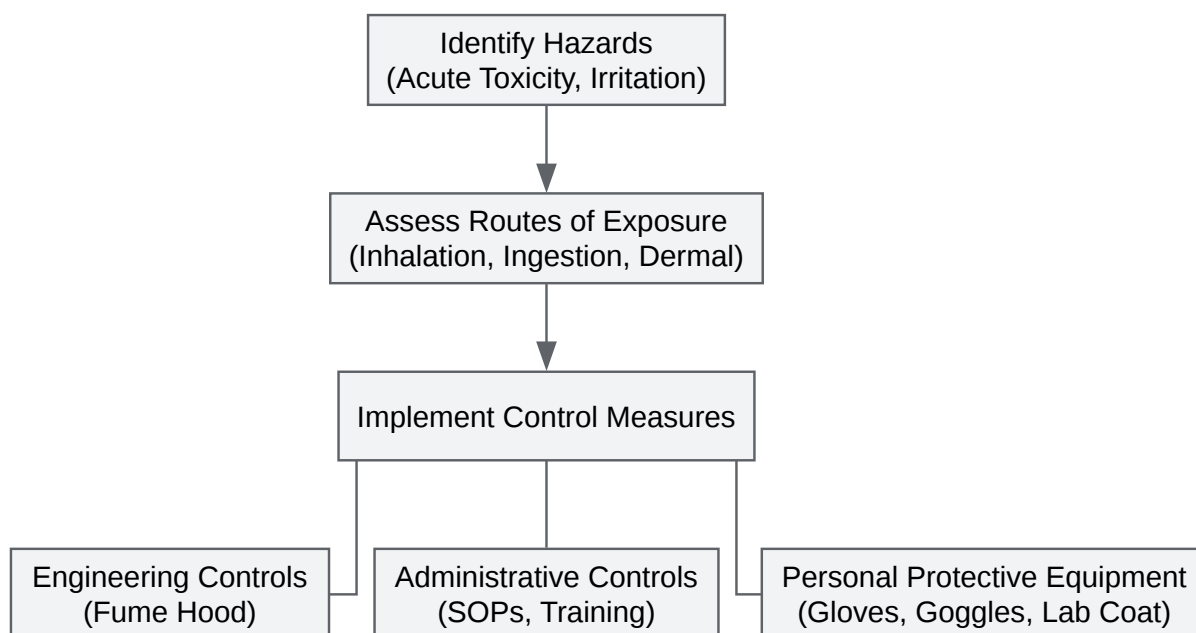 Identify Hazards
(Acute Toxicity, Irritation)
Assess Routes of Exposure
(Inhalation, Ingestion, Dermal)
Implement Control Measures
Engineering Controls
(Fume Hood)
Administrative Controls
(SOPs, Training)
Personal Protective Equipment
(Gloves, Goggles, Lab Coat)